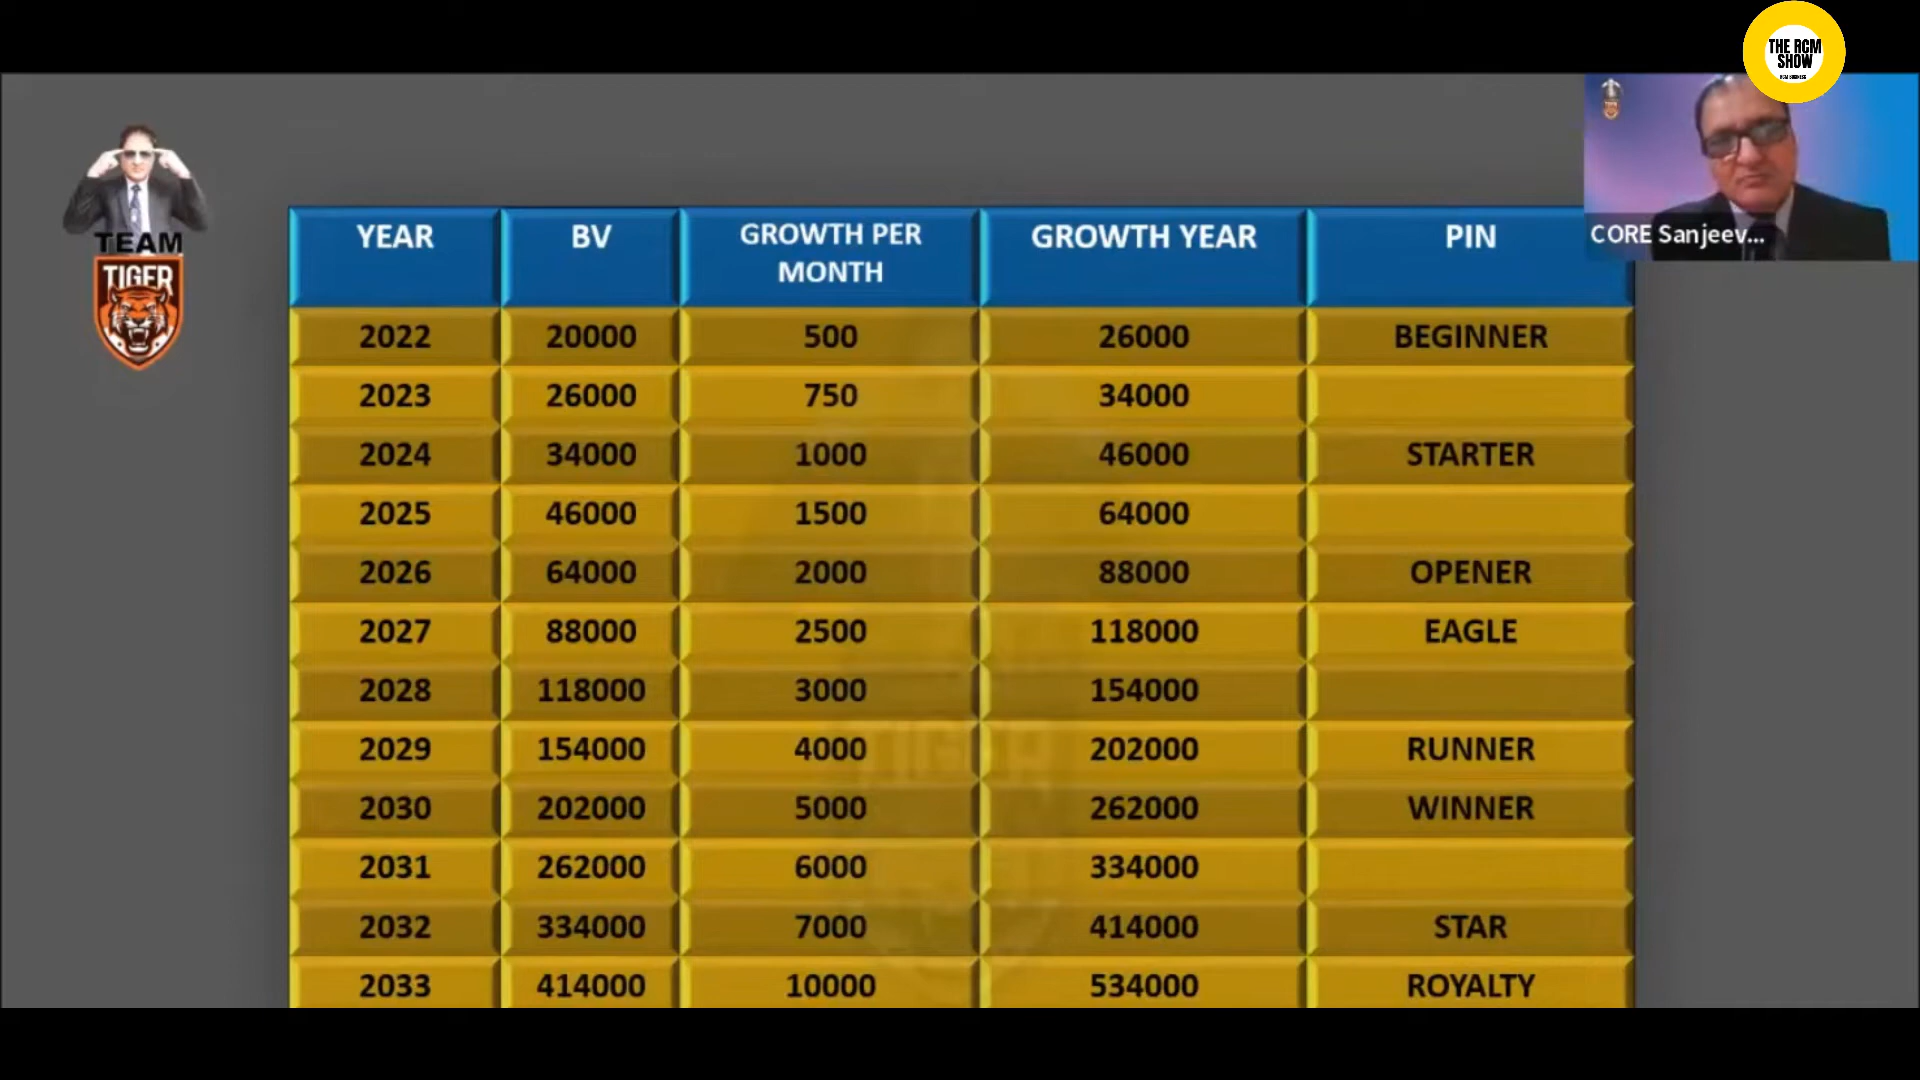 THE RCM
SHOW
RCM BUSINESS
TEAM
TIGER
CORE Sanjeev...
YEAR BV GROWTH PER MONTH GROWTH YEAR PIN
2022 20000 500 26000 BEGINNER
2023 26000 750 34000
2024 34000 1000 46000 STARTER
2025 46000 1500 64000
2026 64000 2000 88000 OPENER
2027 88000 2500 118000 EAGLE
2028 118000 3000 154000
2029 154000 4000 202000 RUNNER
2030 202000 5000 262000 WINNER
2031 262000 6000 334000
2032 334000 7000 414000 STAR
2033 414000 10000 534000 ROYALTY
TIGER